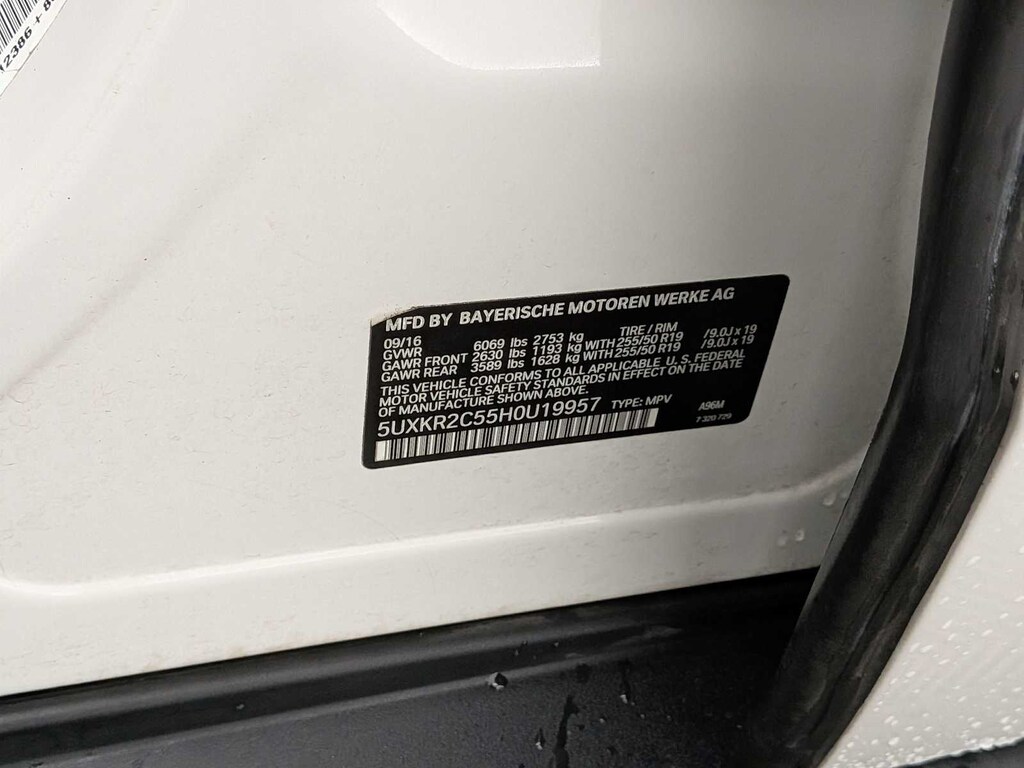 12386 + 8
MFD BY BAYERISCHE MOTOREN WERKE AG
09/16 TIRE / RIM
GVWR 6069 lbs 2753 kg
GAWR FRONT 2630 lbs 1193 kg WITH 255/50 R19 /9.0J x 19
GAWR REAR 3589 lbs 1628 kg WITH 255/50 R19 /9.0J x 19
THIS VEHICLE CONFORMS TO ALL APPLICABLE U. S. FEDERAL
MOTOR VEHICLE SAFETY STANDARDS IN EFFECT ON THE DATE
OF MANUFACTURE SHOWN ABOVE.
5UXKR2C55H0U19957 TYPE: MPV A96M
7 320 729